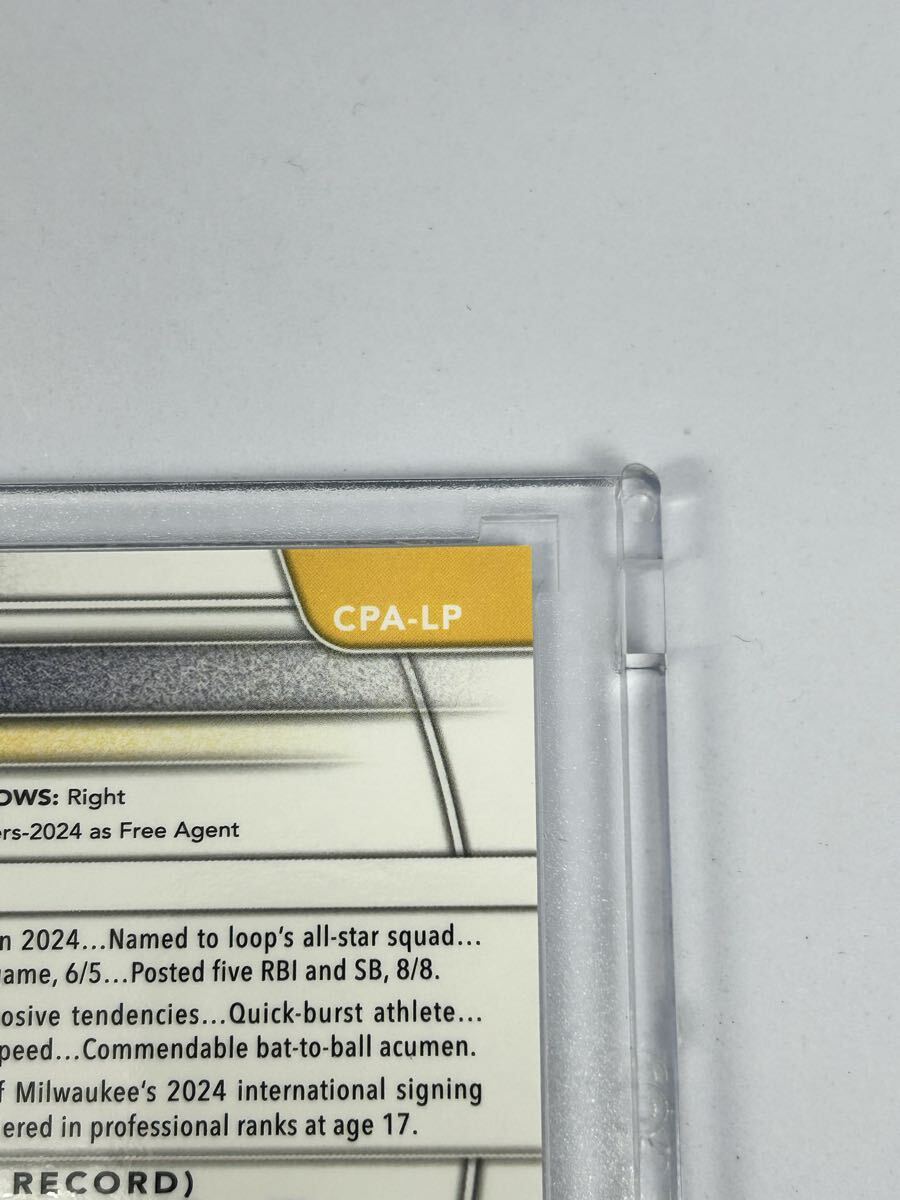 CPA-LP
OWS: Right
ers-2024 as Free Agent
n 2024...Named to loop's all-star squad...
game, 6/5...Posted five RBI and SB, 8/8.
osive tendencies...Quick-burst athlete...
peed...Commendable bat-to-ball acumen.
f Milwaukee's 2024 international signing
ered in professional ranks at age 17.
RECORD)